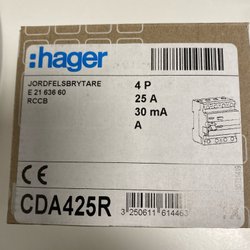 :hager
JORDFELSBRYTARE
E 21 636 60
RCCB
4 P
25 A
30 mA
A
CE
CDA425R
3 250611 614463